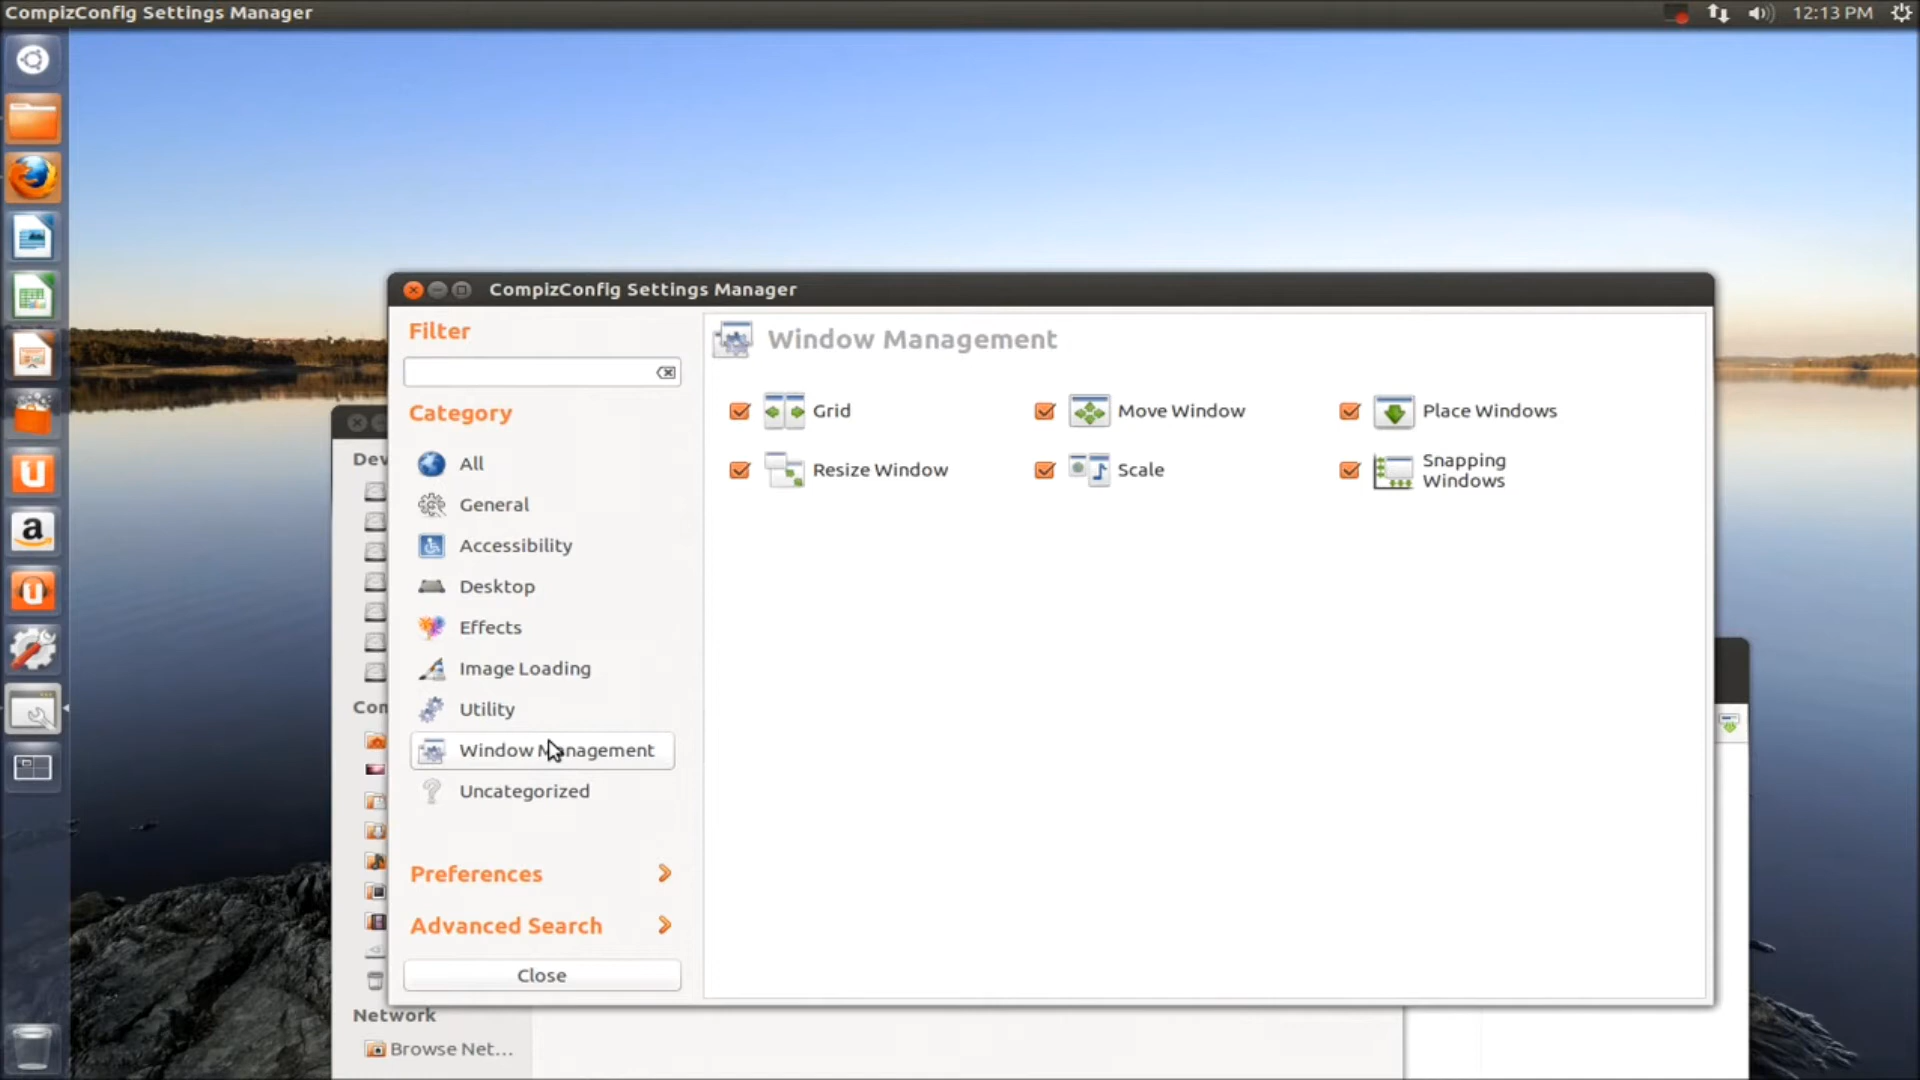 CompizConfig Settings Manager
12:13 PM
CompizConfig Settings Manager
Filter
Category
All
General
Accessibility
Desktop
Effects
Image Loading
Utility
Window Management
Uncategorized
Preferences
Advanced Search
Close
Window Management
Grid
Move Window
Place Windows
Resize Window
Scale
Snapping
Windows
Dev
Com
Network
Browse Net...